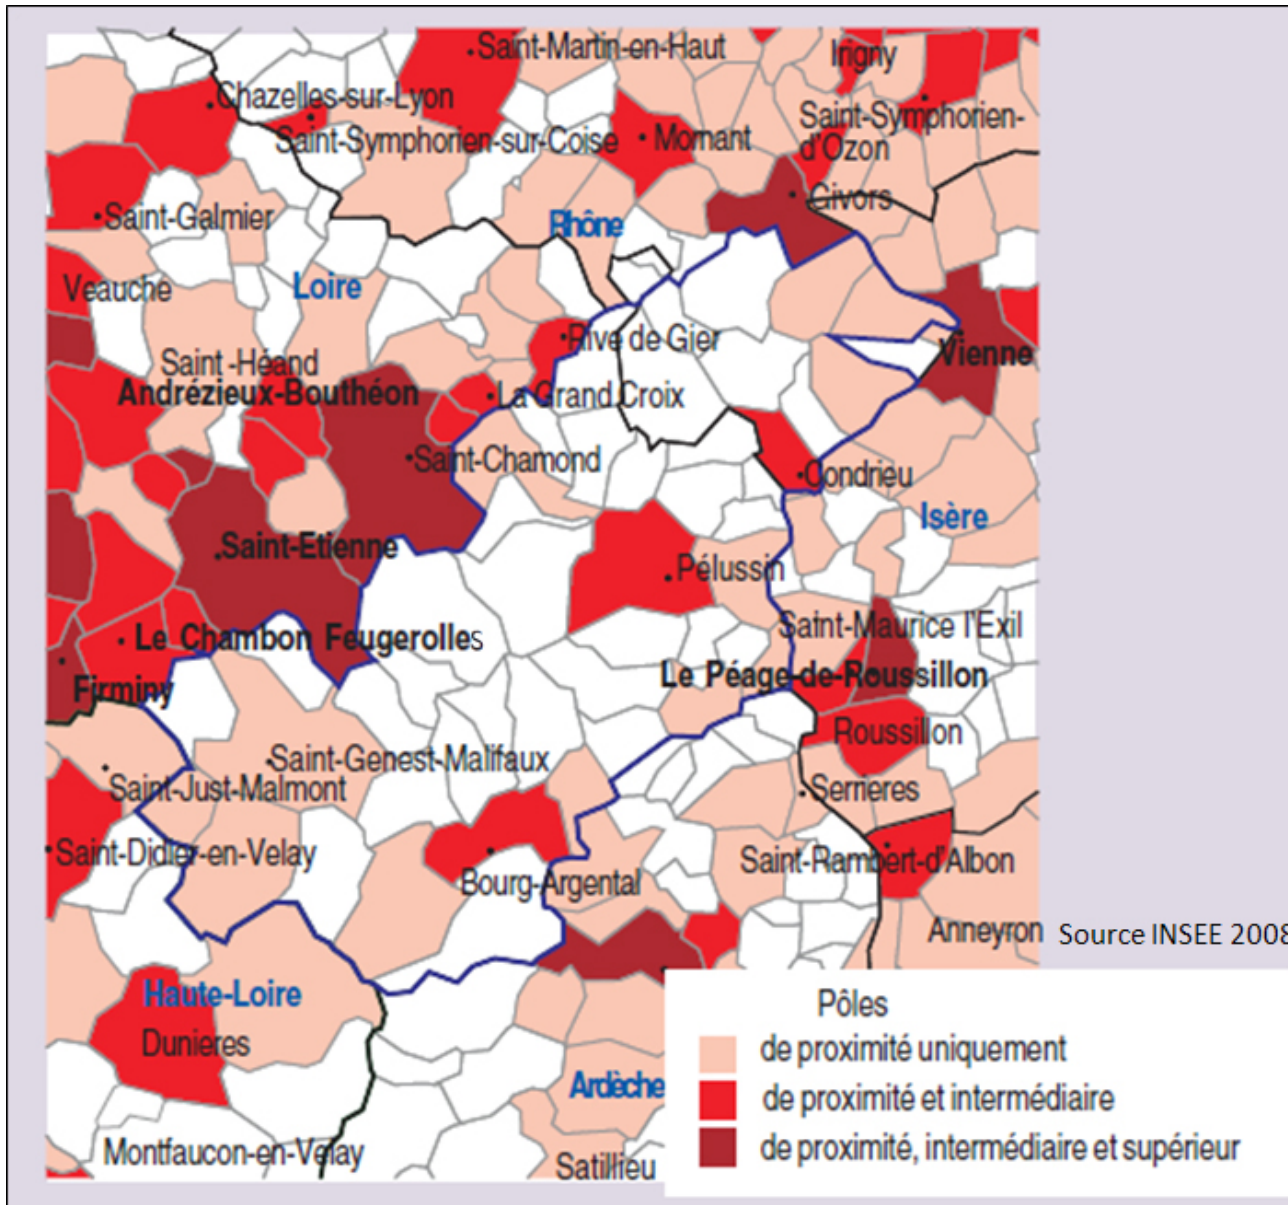 Saint-Martin-en-Haut
Irigny
Chazelles-sur-Lyon
Saint-Symphorien-
d'Ozon
Saint-Symphorien-sur-Coise
Mornant
Givors
Saint-Galmier
Rhône
Veauche
Loire
Rive de Gier
Vienne
Saint -Héand
Andrézieux-Bouthéon
La Grand Croix
Saint-Chamond
Condrieu
Isère
Saint-Etienne
Pélussin
Le Chambon Feugerolles
Saint-Maurice l'Exil
Firminy
Le Péage-de-Roussillon
Roussillon
Saint-Genest-Malifaux
Saint-Just-Malmont
Serrieres
Saint-Didier-en-Velay
Bourg-Argental
Saint-Rambert-d'Albon
Anneyron
Source INSEE 2008
Haute-Loire
Dunieres
Ardèche
Montfaucon-en-Velay
Satillieu
Pôles
de proximité uniquement
de proximité et intermédiaire
de proximité, intermédiaire et supérieur